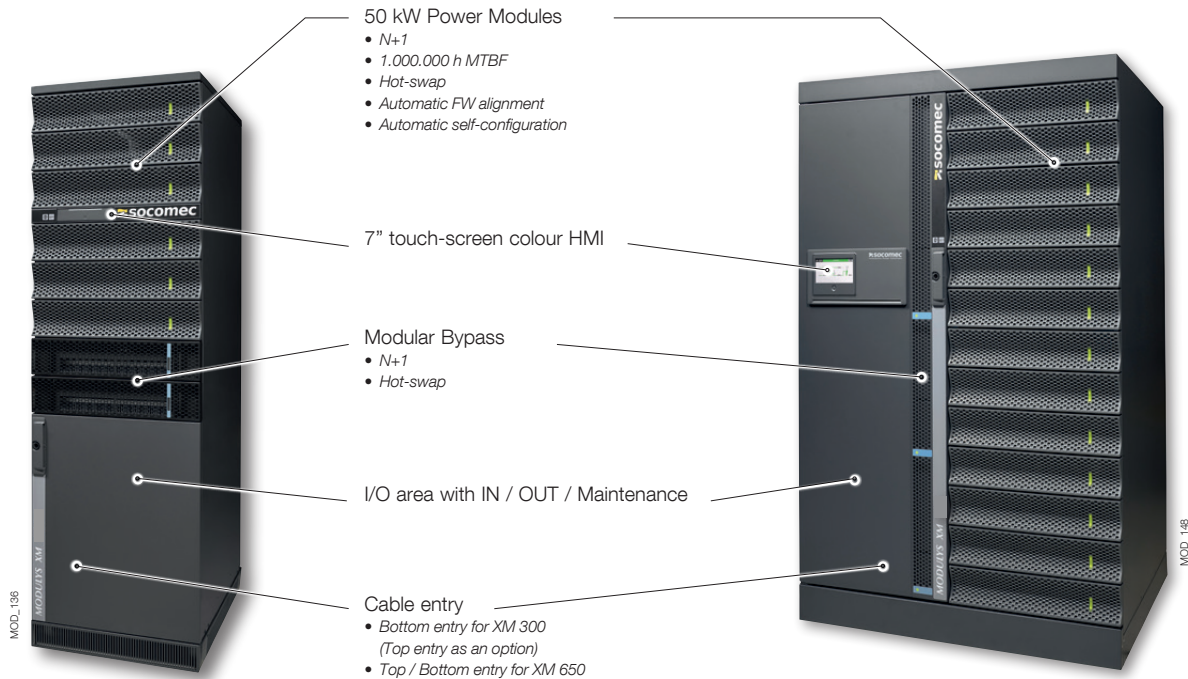 50 kW Power Modules
• N+1
• 1.000.000 h MTBF
• Hot-swap
• Automatic FW alignment
• Automatic self-configuration
7” touch-screen colour HMI
Modular Bypass
• N+1
• Hot-swap
I/O area with IN / OUT / Maintenance
Cable entry
• Bottom entry for XM 300
(Top entry as an option)
• Top / Bottom entry for XM 650
socomec
MODULYS XM
MOD_136
socomec
socomec
MODULYS XM
MOD_148